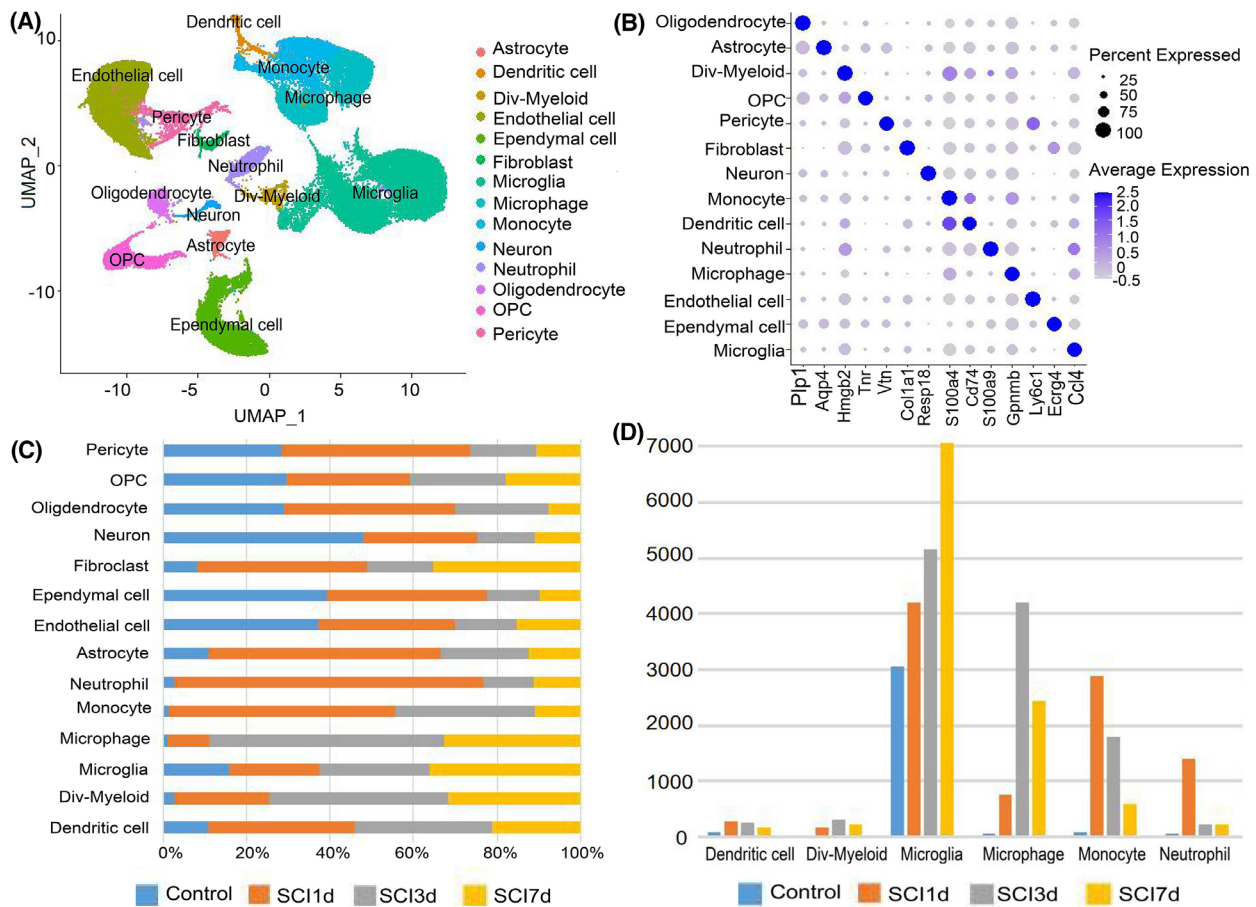 (A)
Dendritic cell
Monocyte
Microphage
Endothelial cell
Pericyte
Fibroblast
Neutrophil
Div-Myeloid
Microglia
Oligodendrocyte
Neuron
Astrocyte
OPC
Ependymal cell
10
0
-10
UMAP_2
-10
-5
0
5
10
UMAP_1
Astrocyte
Dendritic cell
Div-Myeloid
Endothelial cell
Ependymal cell
Fibroblast
Microglia
Microphage
Monocyte
Neuron
Neutrophil
Oligodendrocyte
OPC
Pericyte
(B)
Oligodendrocyte
Astrocyte
Div-Myeloid
OPC
Pericyte
Fibroblast
Neuron
Monocyte
Dendritic cell
Neutrophil
Microphage
Endothelial cell
Ependymal cell
Microglia
Plp1
Aqp4
Hmgb2
Tnr
Vtn
Col1a1
Resp18
S100a4
Cd74
S100a9
Gpnmb
Ly6c1
Ecrg4
Ccl4
Percent Expressed
25
50
75
100
Average Expression
2.5
2.0
1.5
1.0
0
-0.5
(C)
Pericyte
OPC
Oligdendrocyte
Neuron
Fibroclast
Ependymal cell
Endothelial cell
Astrocyte
Neutrophil
Monocyte
Microphage
Microglia
Div-Myeloid
Dendritic cell
0% 20% 40% 60% 80% 100%
Control SCI1d SCI3d SCI7d
(D)
7000
6000
5000
4000
3000
2000
1000
0
Dendritic cell Div-Myeloid Microglia Microphage Monocyte Neutrophil
Control SCI1d SCI3d SCI7d